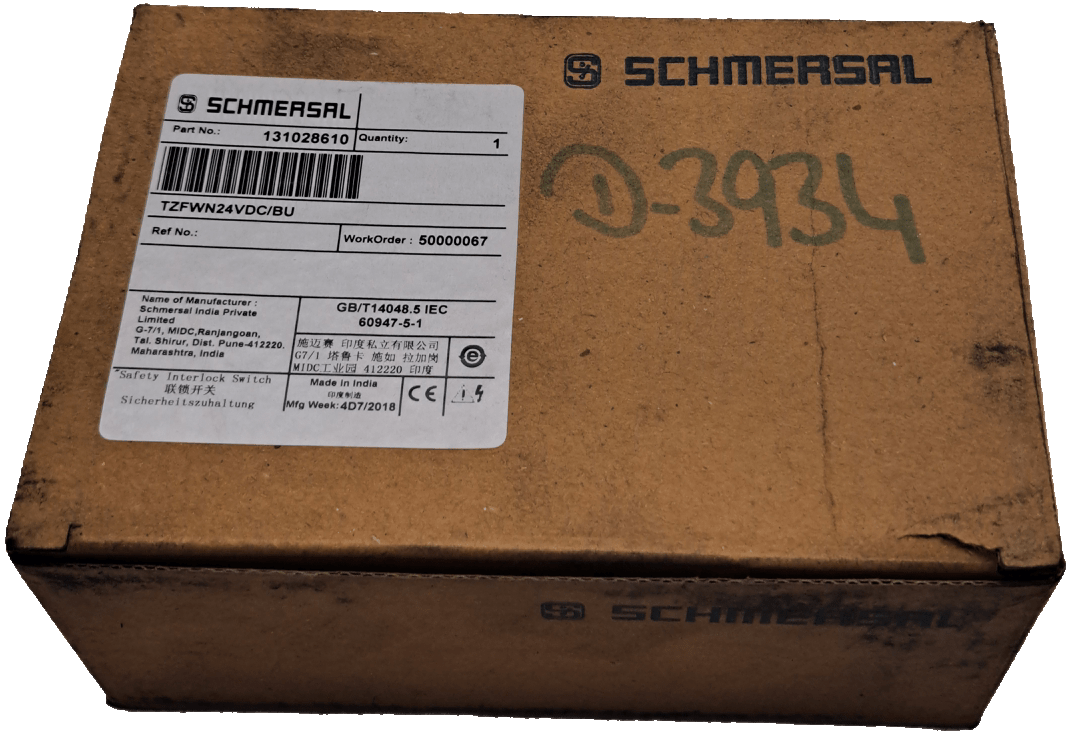 SCHMERSAL
SCHMERSAL
Part No.: 131028610 Quantity: 1
D-3934
TZFWN24VDC/BU
Ref No.: WorkOrder : 50000067
Name of Manufacturer :
Schmersal India Private
Limited
G-7/1, MIDC,Ranjangoan,
Tal. Shirur, Dist. Pune-412220.
Maharashtra, India
GB/T14048.5 IEC
60947-5-1
施迈赛 印度私立有限公司
G7/1 塔鲁卡 施如 拉加岗
MIDC工业园 412220 印度
e
Safety Interlock Switch
联锁开关
Sicherheitszuhaltung
Made in India
印度制造
Mfg Week: 4D7/2018
CE
SCHMERSAL